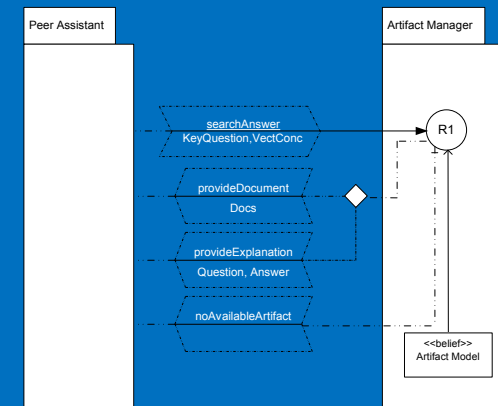 Peer Assistant
Artifact Manager
searchAnswer
KeyQuestion,VectConc
R1
provideDocument
Docs
provideExplanation
Question, Answer
noAvailableArtifact
<<belief>>
Artifact Model